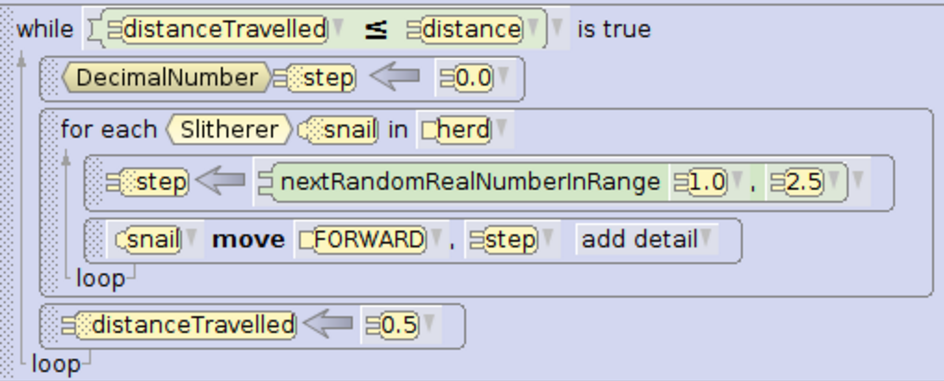 while distanceTravelled ≤ distance is true
DecimalNumber step 0.0
for each Slitherer snail in herd
step nextRandomRealNumberInRange 1.0 , 2.5
snail move FORWARD , step add detail
loop
distanceTravelled 0.5
loop